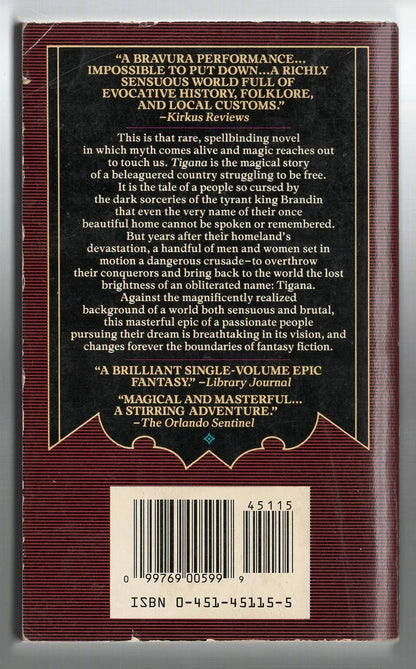 “A BRAVURA PERFORMANCE...
IMPOSSIBLE TO PUT DOWN...A RICHLY
SENSUOUS WORLD FULL OF
EVOCATIVE HISTORY, FOLKLORE,
AND LOCAL CUSTOMS.”
–Kirkus Reviews
This is that rare, spellbinding novel
in which myth comes alive and magic reaches out
to touch us. Tigana is the magical story
of a beleaguered country struggling to be free.
It is the tale of a people so cursed by
the dark sorceries of the tyrant king Brandin
that even the very name of their once
beautiful home cannot be spoken or remembered.
But years after their homeland's
devastation, a handful of men and women set in
motion a dangerous crusade–to overthrow
their conquerors and bring back to the world the lost
brightness of an obliterated name: Tigana.
Against the magnificently realized
background of a world both sensuous and brutal,
this masterful epic of a passionate people
pursuing their dream is breathtaking in its vision, and
changes forever the boundaries of fantasy fiction.
“A BRILLIANT SINGLE-VOLUME EPIC
FANTASY.” –Library Journal
“MAGICAL AND MASTERFUL...
A STIRRING ADVENTURE.”
–The Orlando Sentinel
45115
0 99769 00599 9
ISBN 0-451-45115-5